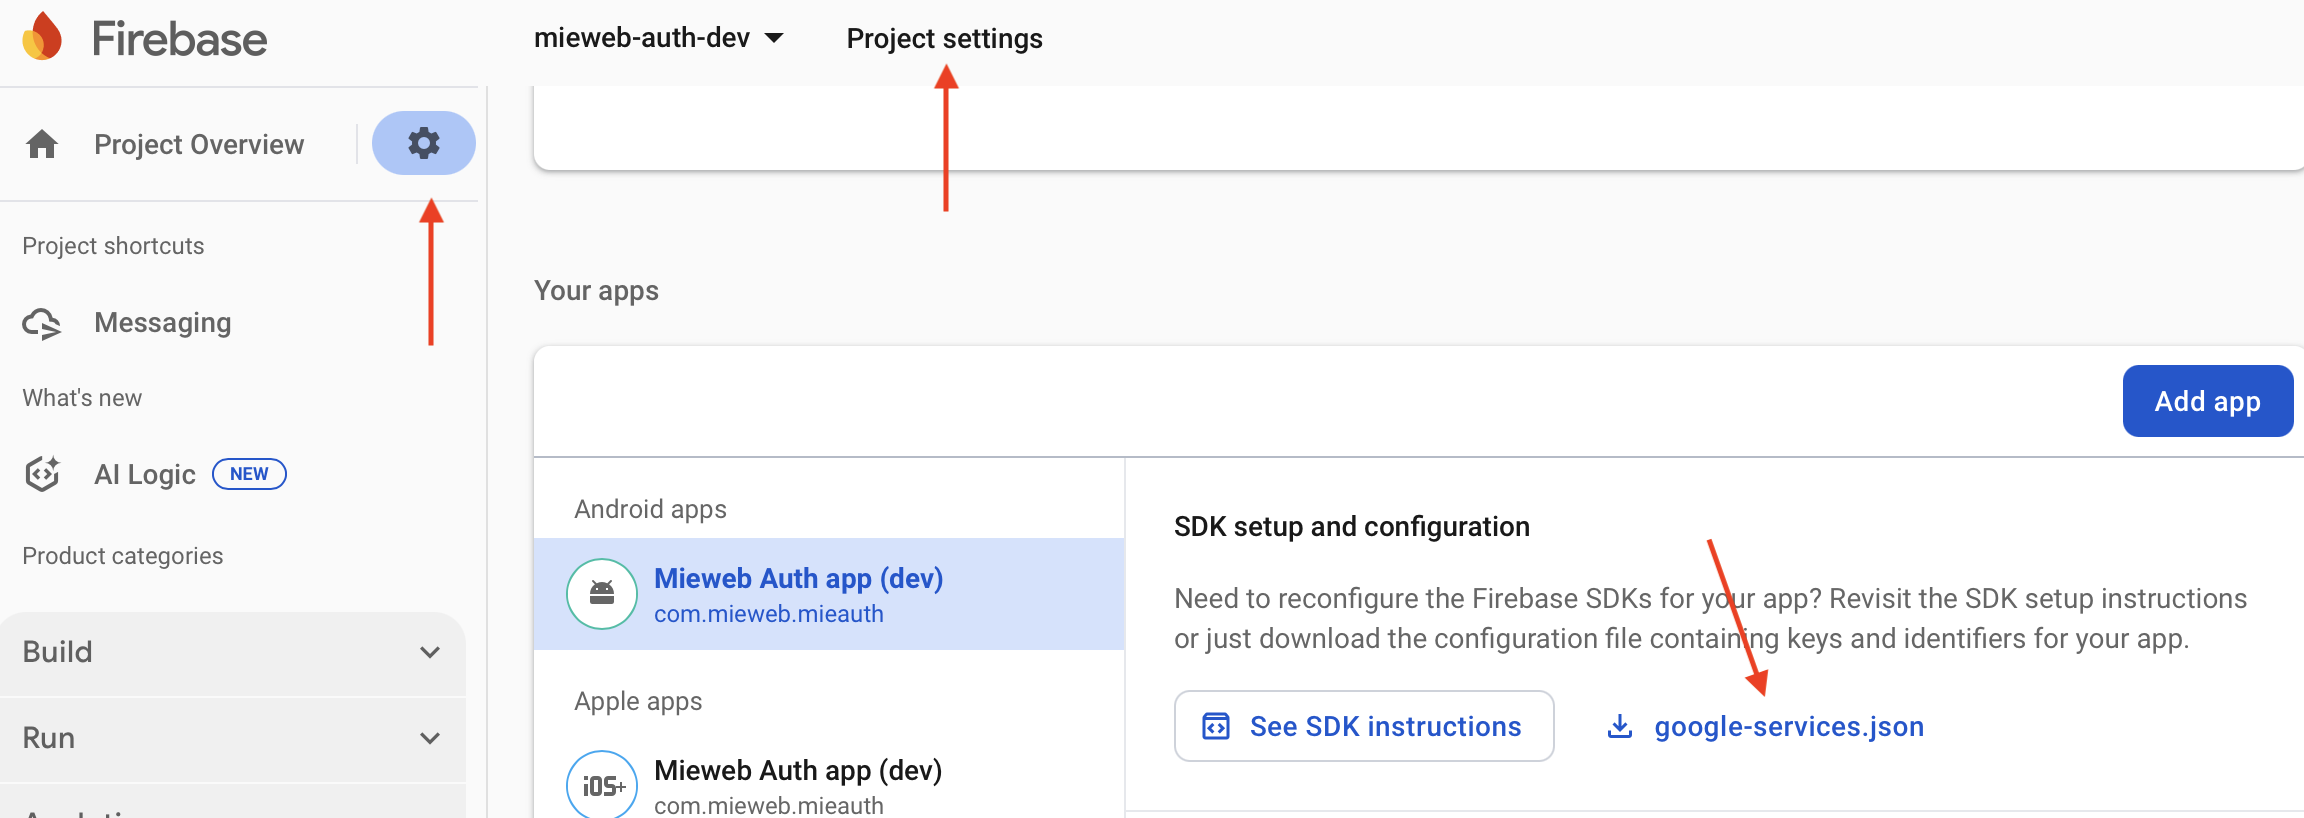 Firebase
mieweb-auth-dev
Project settings
Project Overview
Project shortcuts
Messaging
What's new
AI Logic NEW
Product categories
Build
Run
Your apps
Add app
Android apps
Mieweb Auth app (dev)
com.mieweb.mieauth
Apple apps
iOS+
Mieweb Auth app (dev)
com.mieweb.mieauth
SDK setup and configuration
Need to reconfigure the Firebase SDKs for your app? Revisit the SDK setup instructions
or just download the configuration file containing keys and identifiers for your app.
See SDK instructions
google-services.json